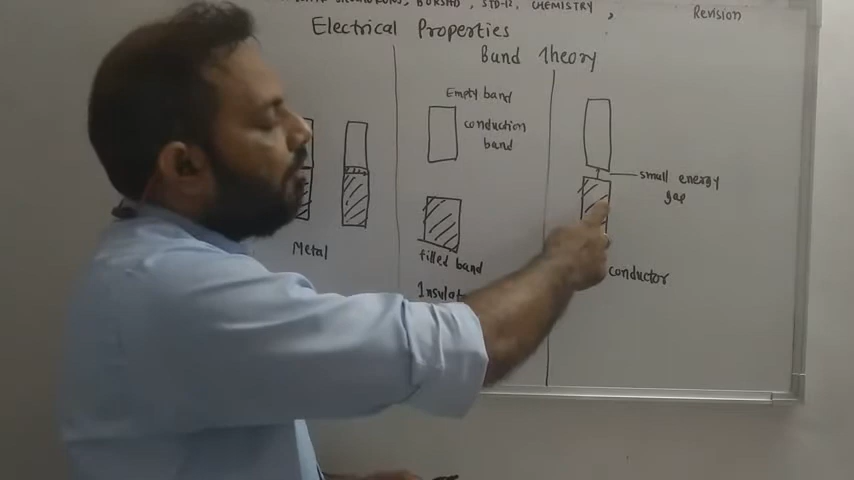 BORSAD, STD-12, CHEMISTRY,
Revision
Electrical Properties
Band Theory
Empty band
conduction
band
small energy
gap
Metal
filled band
Insulat
conductor